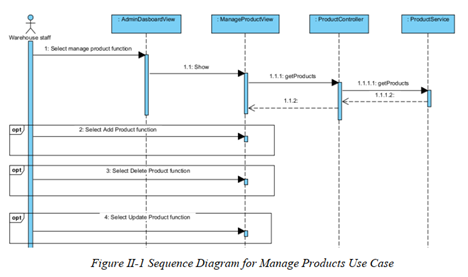 AdminDasboardView
ManageProductView
ProductController
ProductService
Warehouse staff
1: Select manage product function
1.1: Show
1.1.1: getProducts
1.1.1.1: getProducts
1.1.1.2:
1.1.2:
opt
2: Select Add Product function
opt
3: Select Delete Product function
opt
4: Select Update Product function
Figure II-1 Sequence Diagram for Manage Products Use Case